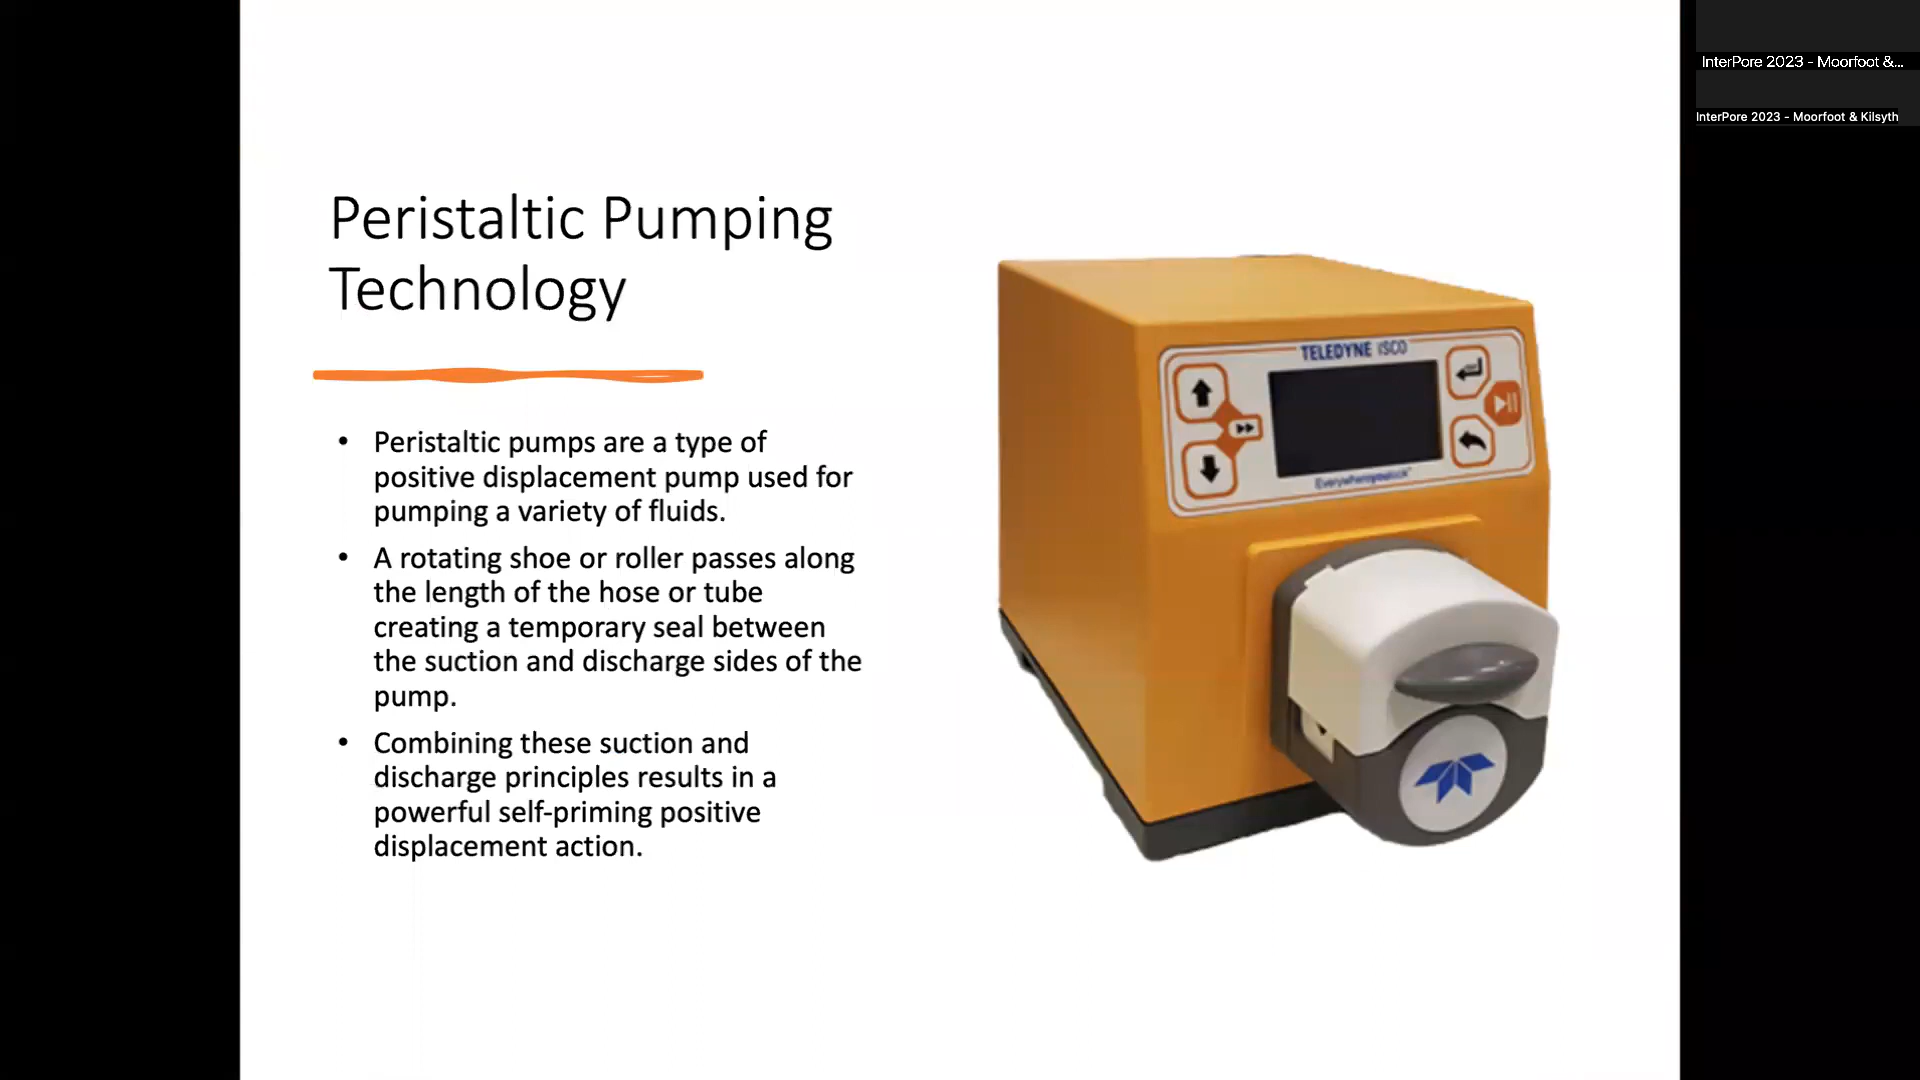 InterPore 2023 - Moorfoot &...
InterPore 2023 - Moorfoot & Kilsyth
Peristaltic Pumping
Technology
• Peristaltic pumps are a type of
positive displacement pump used for
pumping a variety of fluids.
• A rotating shoe or roller passes along
the length of the hose or tube
creating a temporary seal between
the suction and discharge sides of the
pump.
• Combining these suction and
discharge principles results in a
powerful self-priming positive
displacement action.
TELEDYNE ISCO
Everywhereyoulook™